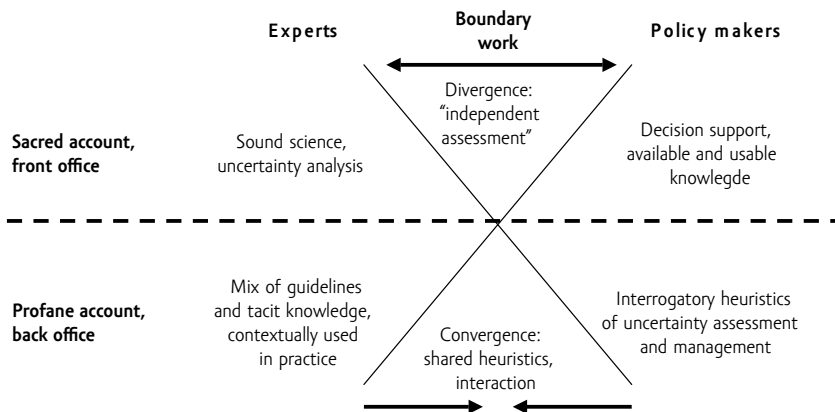 Experts
Boundary
work
Policy makers
Divergence:
“independent
assessment”
Sacred account,
front office
Sound science,
uncertainty analysis
Decision support,
available and usable
knowlegde
Profane account,
back office
Mix of guidelines
and tacit knowledge,
contextually used
in practice
Convergence:
shared heuristics,
interaction
Interrogatory heuristics
of uncertainty assessment
and management